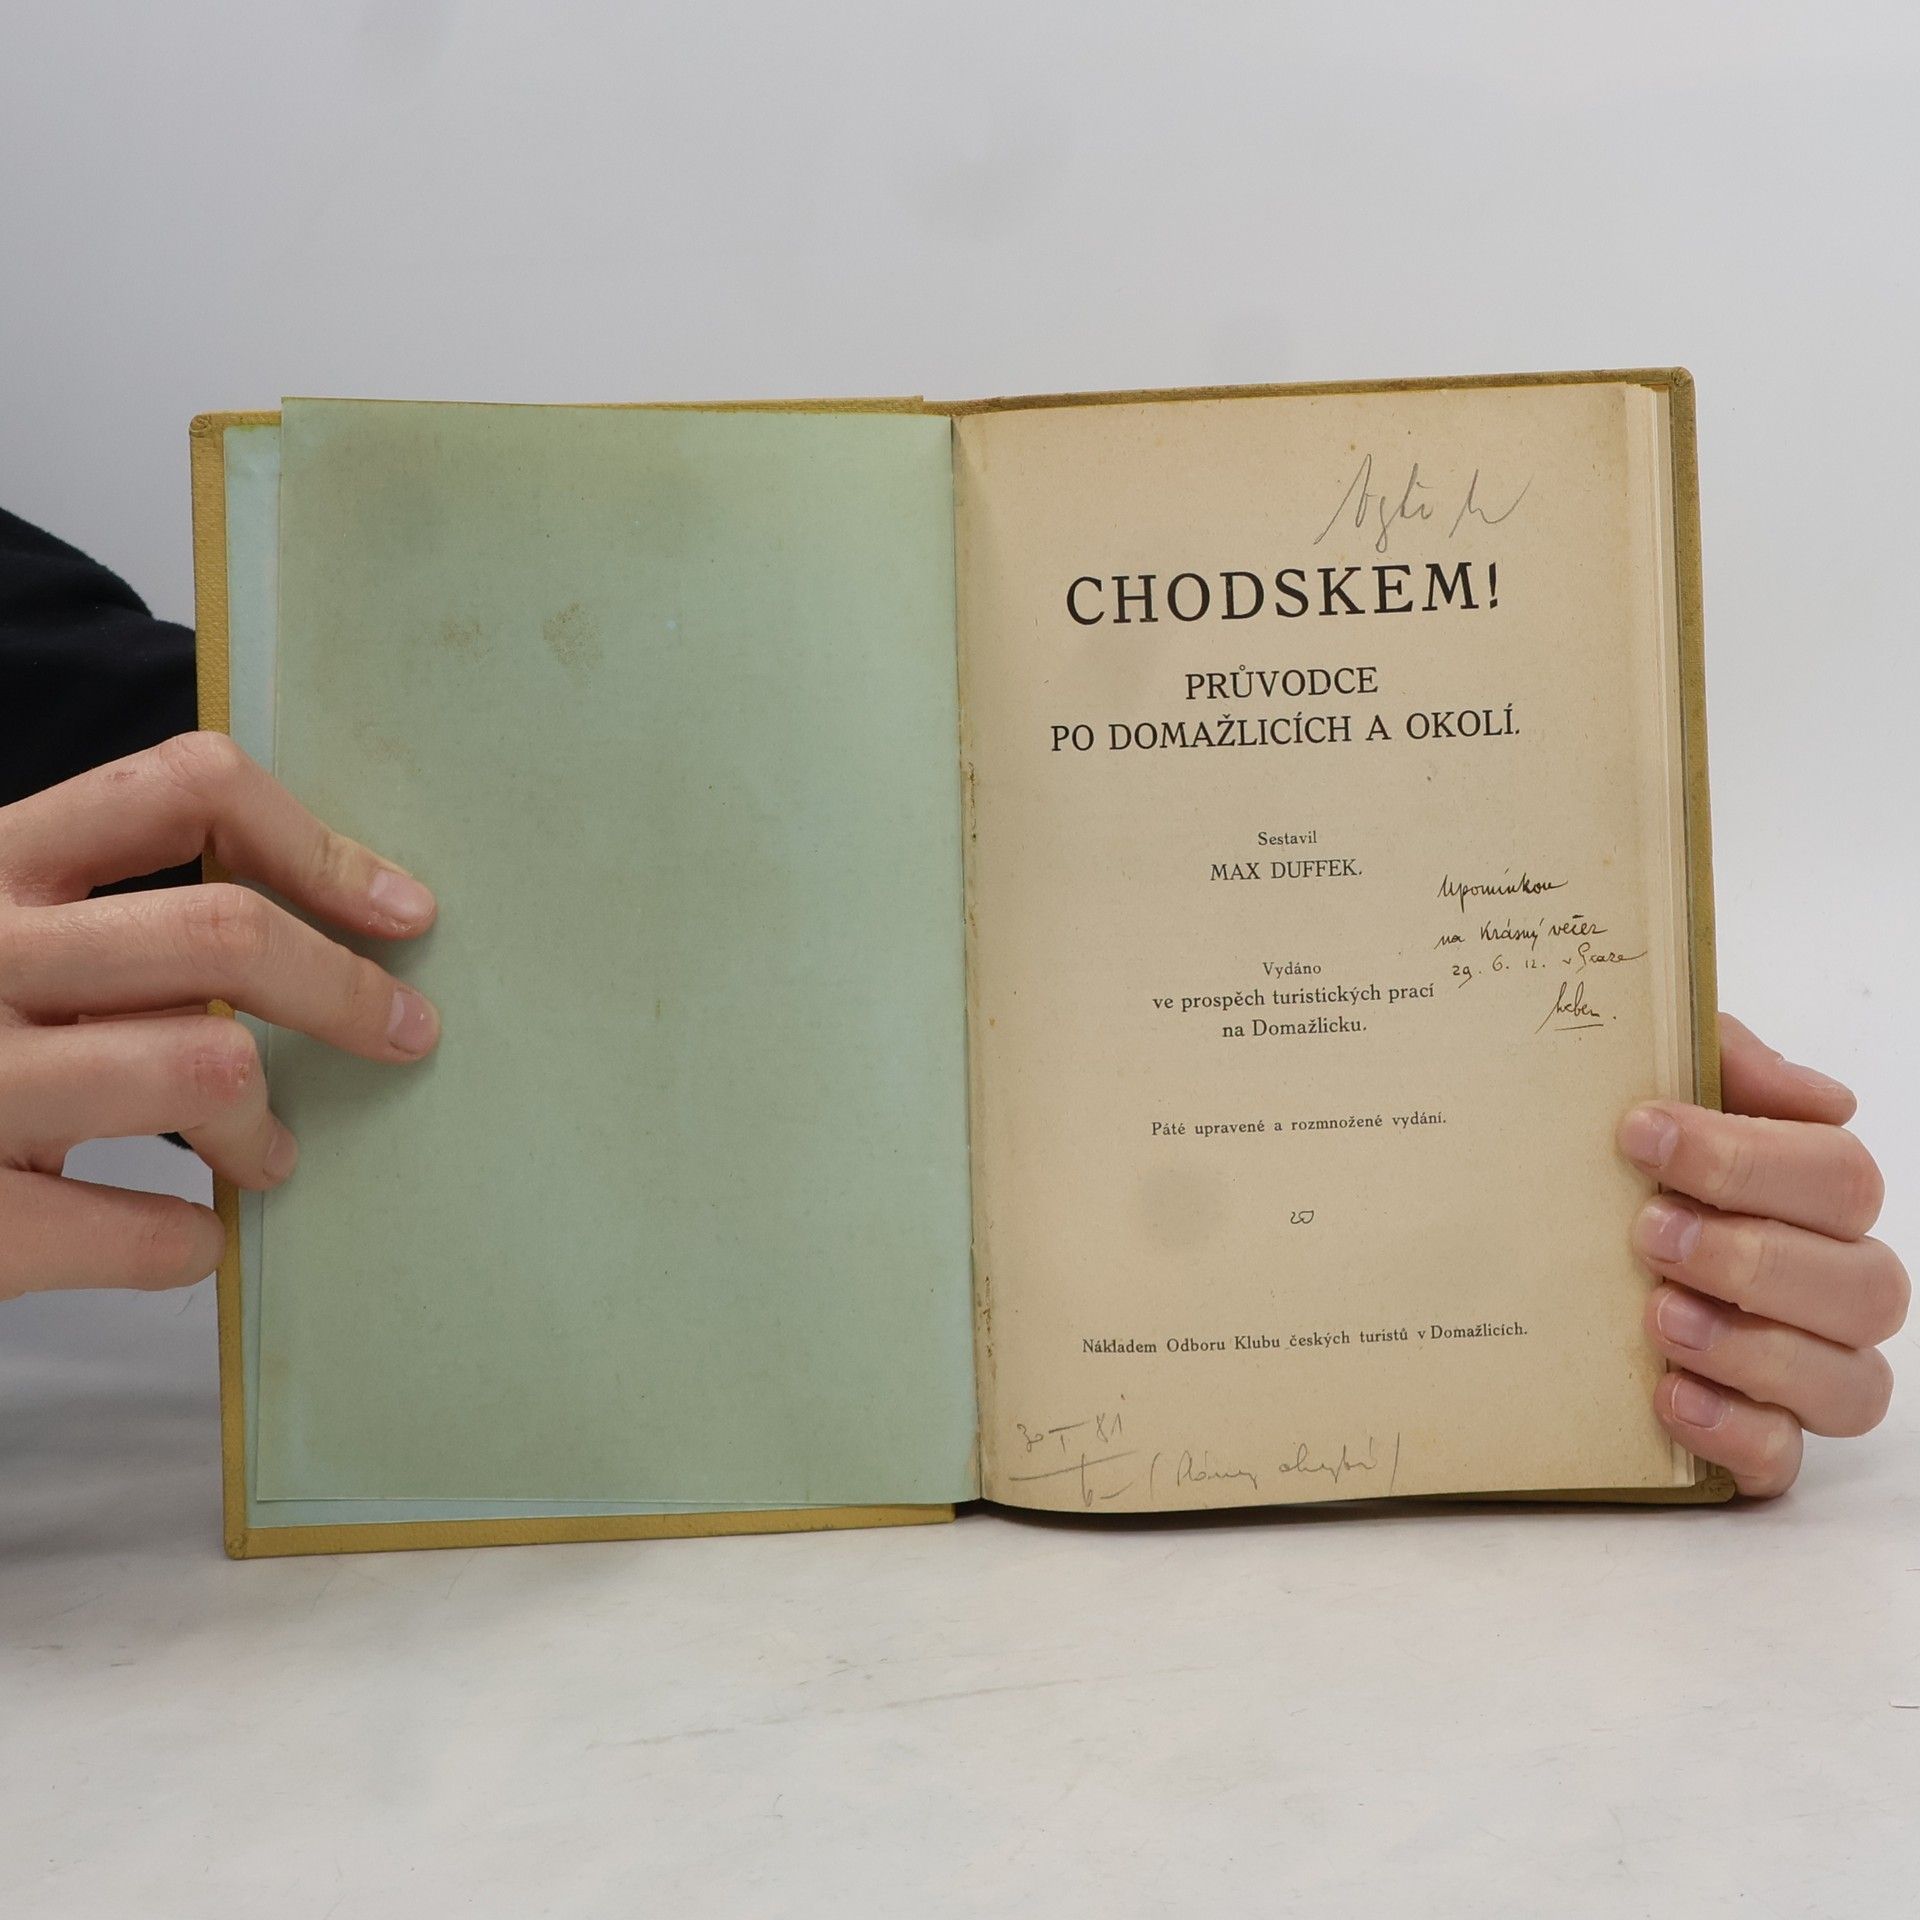 CHODSKEM!
PRŮVODCE
PO DOMAŽLICÍCH A OKOLÍ.
Sestavil
MAX DUFFEK.
Upomínkou
na Krásný večer
29. 6. 12. v Praze
Vydáno
ve prospěch turistických prací
na Domažlicku.
Páté upravené a rozmnožené vydání.
Nákladem Odboru Klubu českých turistů v Domažlicích.